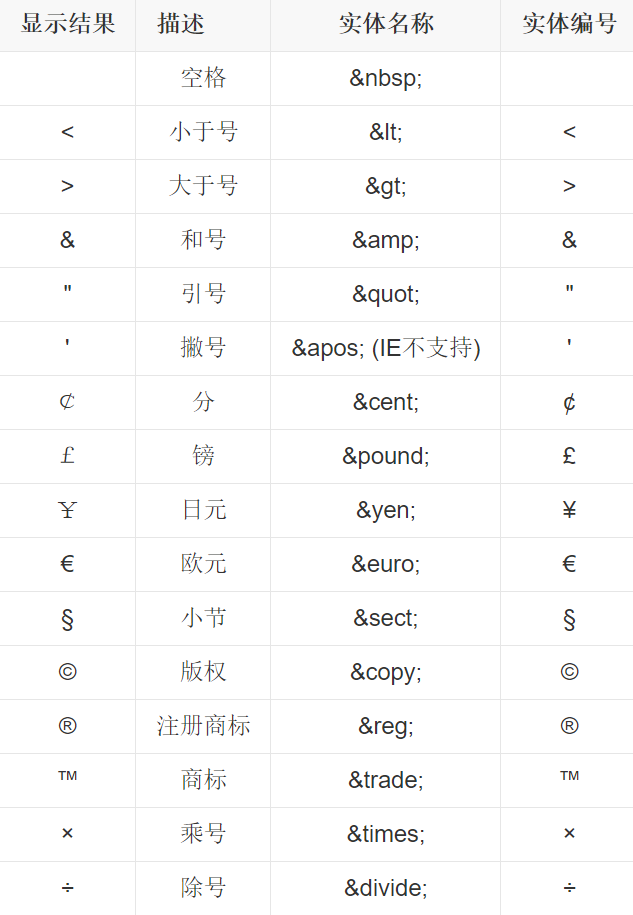 显示结果 描述 实体名称 实体编号
空格 &nbsp;
< 小于号 &lt; <
> 大于号 &gt; >
& 和号 &amp; &
" 引号 &quot; "
' 撇号 &apos; (IE不支持) '
￠ 分 &cent; ¢
￡ 镑 &pound; £
￥ 日元 &yen; ¥
€ 欧元 &euro; €
§ 小节 &sect; §
© 版权 &copy; ©
® 注册商标 &reg; ®
™ 商标 &trade; ™
× 乘号 &times; ×
÷ 除号 &divide; ÷